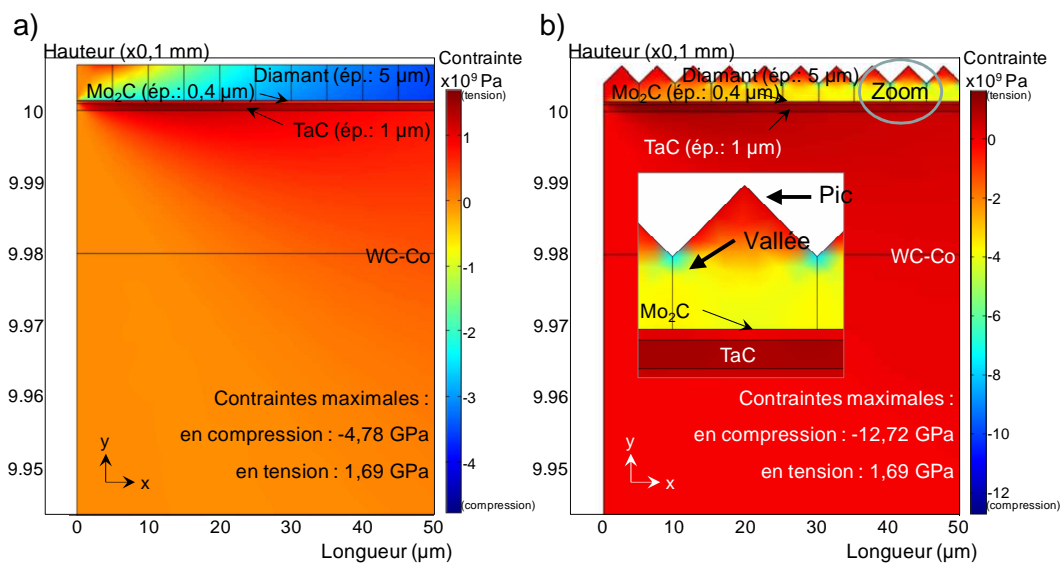 a)
Hauteur (x0,1 mm)
Contrainte
x10⁹ Pa
(tension)
Diamant (ép.: 5 µm)
Mo₂C (ép.: 0,4 µm)
TaC (ép.: 1 µm)
WC-Co
10
9.99
9.98
9.97
9.96
9.95
1
0
-1
-2
-3
-4
(compression)
Contraintes maximales :
en compression : -4,78 GPa
en tension : 1,69 GPa
y
x
0 10 20 30 40 50
Longueur (µm)
b)
Hauteur (x0,1 mm)
Contrainte
x10⁹ Pa
(tension)
Diamant (ép.: 5 µm)
Mo₂C (ép.: 0,4 µm)
Zoom
TaC (ép.: 1 µm)
Pic
Vallée
WC-Co
Mo₂C
TaC
10
9.99
9.98
9.97
9.96
9.95
0
-2
-4
-6
-8
-10
-12
(compression)
Contraintes maximales :
en compression : -12,72 GPa
en tension : 1,69 GPa
y
x
0 10 20 30 40 50
Longueur (µm)